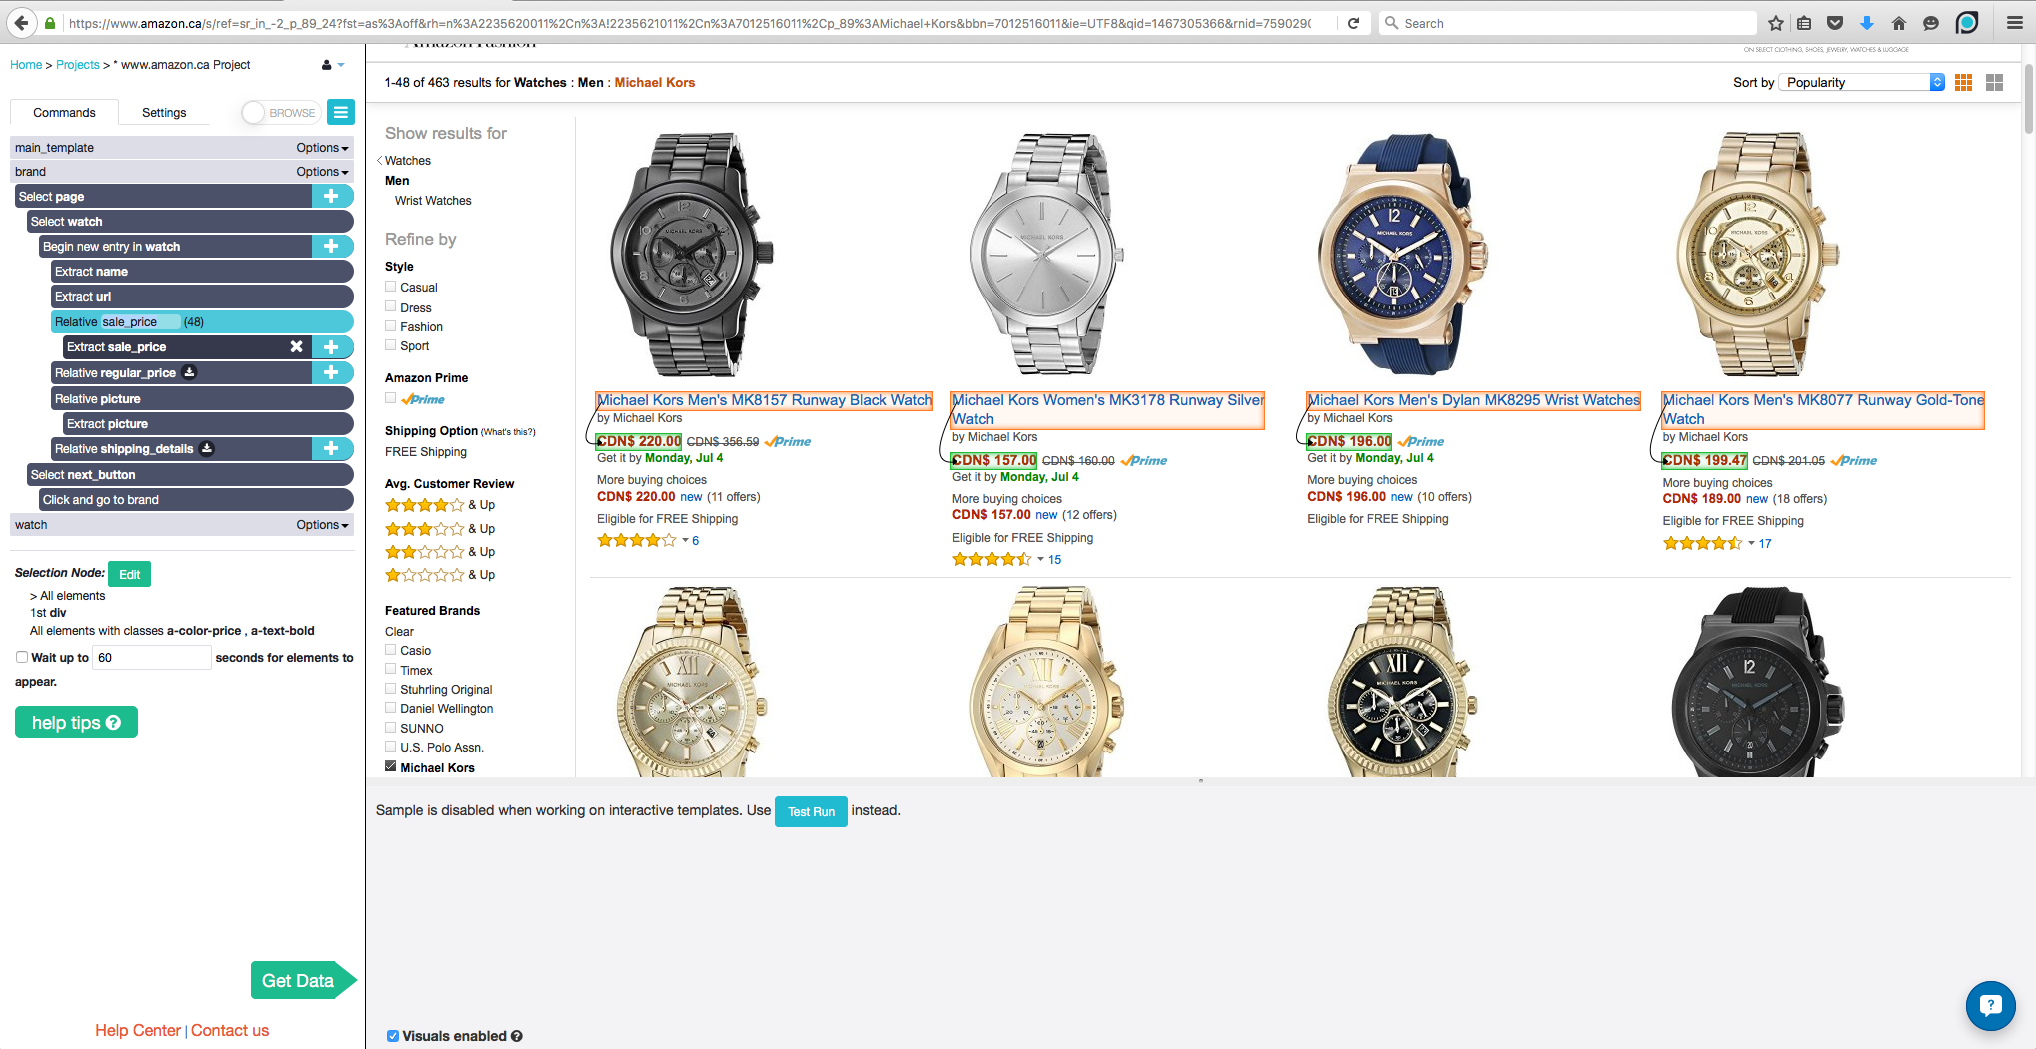 https://www.amazon.ca/s/ref=sr_in_-2_p_89_24?fst=as%3Aoff&rh=n%3A2235620011%2Cn%3A!2235621011%2Cn%3A7012516011%2Cp_89%3AMichael+Kors&bbn=7012516011&ie=UTF8&qid=1467305366&rnid=759029(
Search
Home > Projects > * www.amazon.ca Project
Commands
Settings
BROWSE
main_template
Options
brand
Options
Select page
Select watch
Begin new entry in watch
Extract name
Extract url
Relative sale_price (48)
Extract sale_price
Relative regular_price
Relative picture
Extract picture
Relative shipping_details
Select next_button
Click and go to brand
watch
Options
Selection Node: Edit
> All elements
1st div
All elements with classes a-color-price , a-text-bold
Wait up to 60 seconds for elements to
appear.
help tips
Get Data
Help Center | Contact us
Amazon Fashion
ON SELECT CLOTHING, SHOES, JEWELRY, WATCHES & LUGGAGE
1-48 of 463 results for Watches : Men : Michael Kors
Sort by Popularity
Show results for
Watches
Men
Wrist Watches
Refine by
Style
Casual
Dress
Fashion
Sport
Amazon Prime
Prime
Shipping Option (What's this?)
FREE Shipping
Avg. Customer Review
& Up
& Up
& Up
& Up
Featured Brands
Clear
Casio
Timex
Stuhrling Original
Daniel Wellington
SUNNO
U.S. Polo Assn.
Michael Kors
Michael Kors Men's MK8157 Runway Black Watch
by Michael Kors
CDN$ 220.00 CDN$ 356.59 Prime
Get it by Monday, Jul 4
More buying choices
CDN$ 220.00 new (11 offers)
Eligible for FREE Shipping
6
Michael Kors Women's MK3178 Runway Silver
Watch
by Michael Kors
CDN$ 157.00 CDN$ 160.00 Prime
Get it by Monday, Jul 4
More buying choices
CDN$ 157.00 new (12 offers)
Eligible for FREE Shipping
15
Michael Kors Men's Dylan MK8295 Wrist Watches
by Michael Kors
CDN$ 196.00 Prime
Get it by Monday, Jul 4
More buying choices
CDN$ 196.00 new (10 offers)
Eligible for FREE Shipping
Michael Kors Men's MK8077 Runway Gold-Tone
Watch
by Michael Kors
CDN$ 199.47 CDN$ 201.05 Prime
More buying choices
CDN$ 189.00 new (18 offers)
Eligible for FREE Shipping
17
Sample is disabled when working on interactive templates. Use Test Run instead.
Visuals enabled